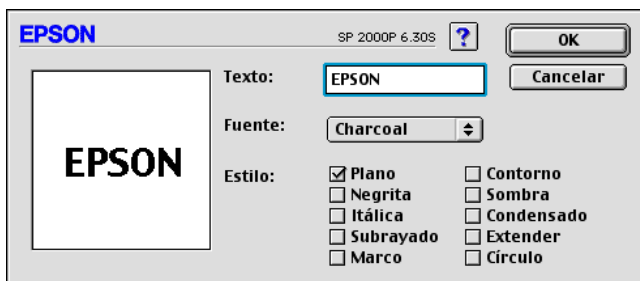 EPSON SP 2000P 6.30S ? OK
Texto: EPSON Cancelar
Fuente: Charcoal
EPSON
Estilo: Plano Contorno
Negrita Sombra
Itálica Condensado
Subrayado Extender
Marco Círculo